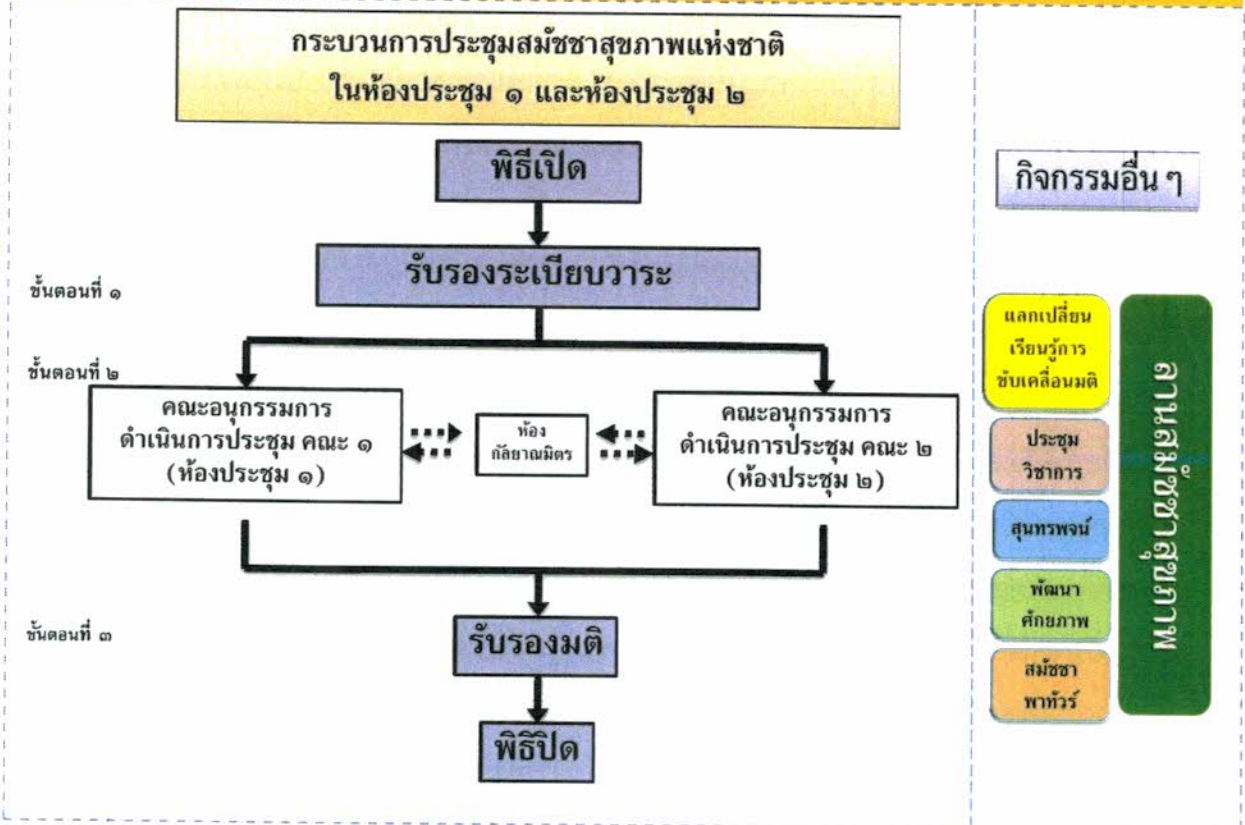 กระบวนการประชุมสมัชชาสุขภาพแห่งชาติ
ในห้องประชุม ๑ และห้องประชุม ๒
พิธีเปิด
รับรองระเบียบวาระ
ขั้นตอนที่ ๑
ขั้นตอนที่ ๒
คณะอนุกรรมการ
ดำเนินการประชุม คณะ ๑
(ห้องประชุม ๑)
ห้อง
กัลยาณมิตร
คณะอนุกรรมการ
ดำเนินการประชุม คณะ ๒
(ห้องประชุม ๒)
ขั้นตอนที่ ๓
รับรองมติ
พิธีปิด
กิจกรรมอื่น ๆ
แลกเปลี่ยน
เรียนรู้การ
ขับเคลื่อนมติ
ประชุม
วิชาการ
สุนทรพจน์
พัฒนา
ศักยภาพ
สมัชชา
พาทัวร์
ลานสมัชชาสุขภาพ